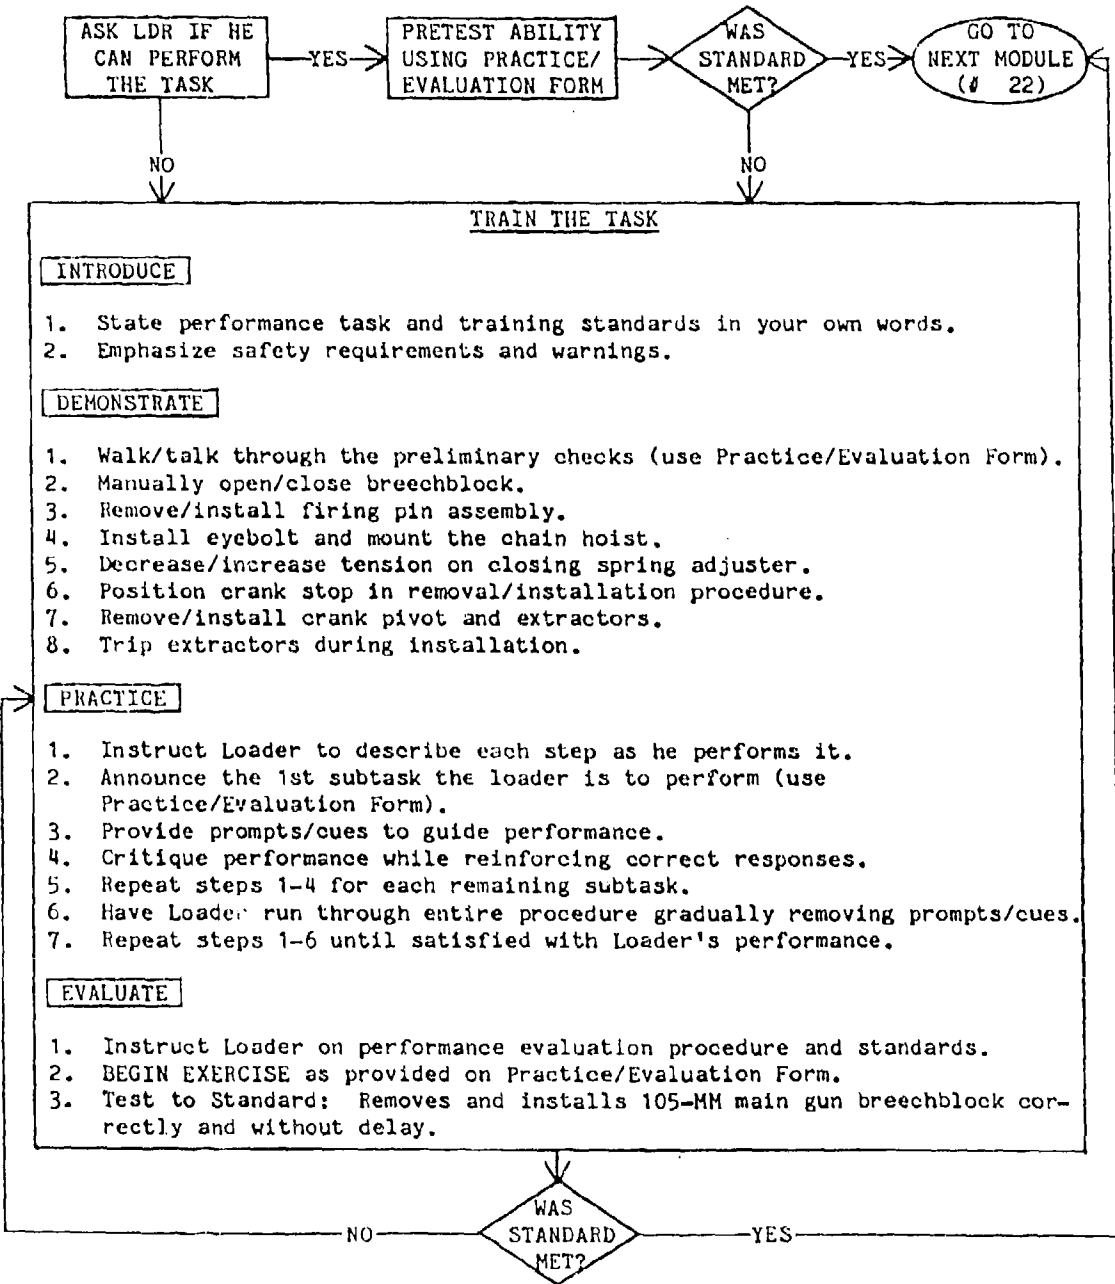 ASK LDR IF HE
CAN PERFORM
THE TASK
YES
PRETEST ABILITY
USING PRACTICE/
EVALUATION FORM
WAS
STANDARD
MET?
YES
GO TO
NEXT MODULE
(# 22)
NO
NO
TRAIN THE TASK
INTRODUCE
1. State performance task and training standards in your own words.
2. Emphasize safety requirements and warnings.
DEMONSTRATE
1. Walk/talk through the preliminary checks (use Practice/Evaluation Form).
2. Manually open/close breechblock.
3. Remove/install firing pin assembly.
4. Install eyebolt and mount the chain hoist.
5. Decrease/increase tension on closing spring adjuster.
6. Position crank stop in removal/installation procedure.
7. Remove/install crank pivot and extractors.
8. Trip extractors during installation.
PRACTICE
1. Instruct Loader to describe each step as he performs it.
2. Announce the 1st subtask the loader is to perform (use
Practice/Evaluation Form).
3. Provide prompts/cues to guide performance.
4. Critique performance while reinforcing correct responses.
5. Repeat steps 1-4 for each remaining subtask.
6. Have Loader run through entire procedure gradually removing prompts/cues.
7. Repeat steps 1-6 until satisfied with Loader's performance.
EVALUATE
1. Instruct Loader on performance evaluation procedure and standards.
2. BEGIN EXERCISE as provided on Practice/Evaluation Form.
3. Test to Standard: Removes and installs 105-MM main gun breechblock cor-
rectly and without delay.
WAS
STANDARD
MET?
NO
YES